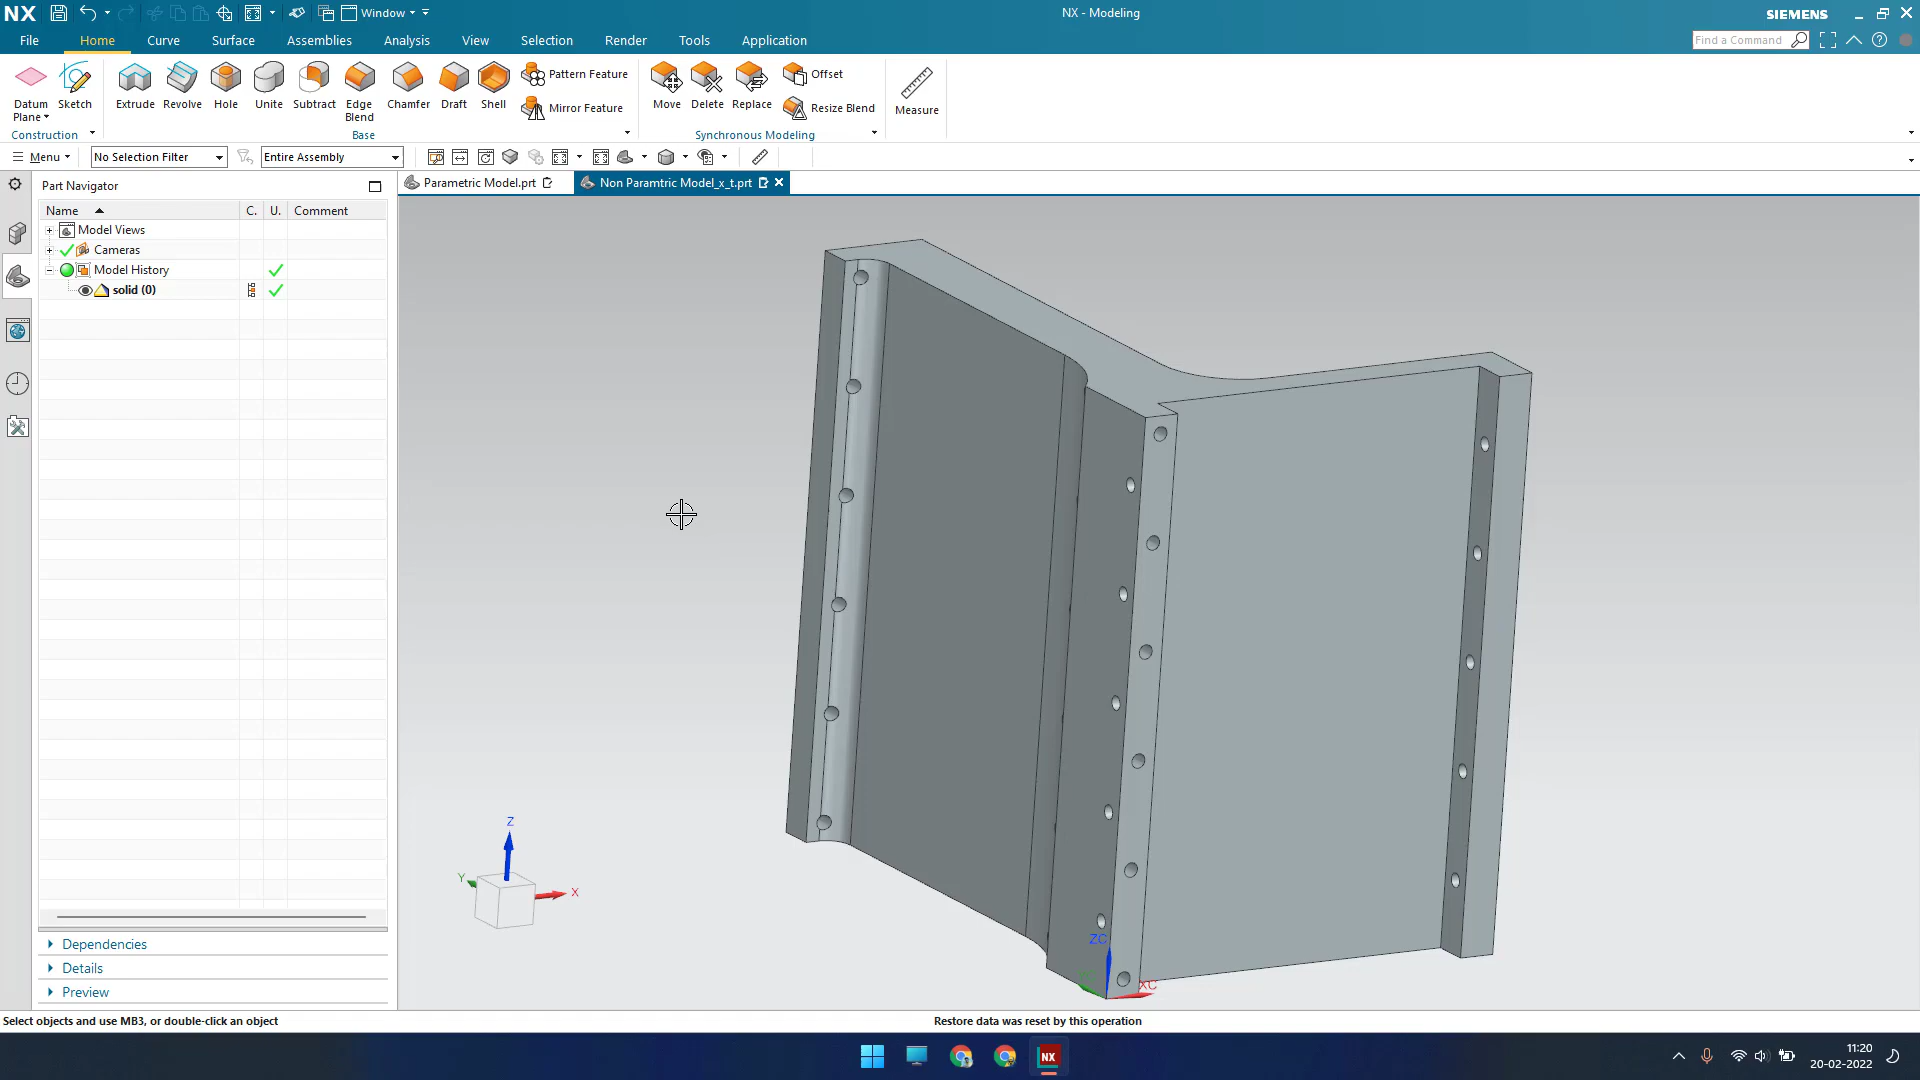 NX
Window
NX - Modeling
SIEMENS
File
Home
Curve
Surface
Assemblies
Analysis
View
Selection
Render
Tools
Application
Find a Command
Datum Plane
Sketch
Extrude
Revolve
Hole
Unite
Subtract
Edge Blend
Chamfer
Draft
Shell
Pattern Feature
Mirror Feature
Move
Delete
Replace
Offset
Resize Blend
Measure
Construction
Base
Synchronous Modeling
Menu
No Selection Filter
Entire Assembly
Part Navigator
Parametric Model.prt
Non Paramtric Model_x_t.prt
Name
C.
U.
Comment
Model Views
Cameras
Model History
solid (0)
Z
Y
X
ZC
XC
Dependencies
Details
Preview
Select objects and use MB3, or double-click an object
Restore data was reset by this operation
NX
11:20
20-02-2022